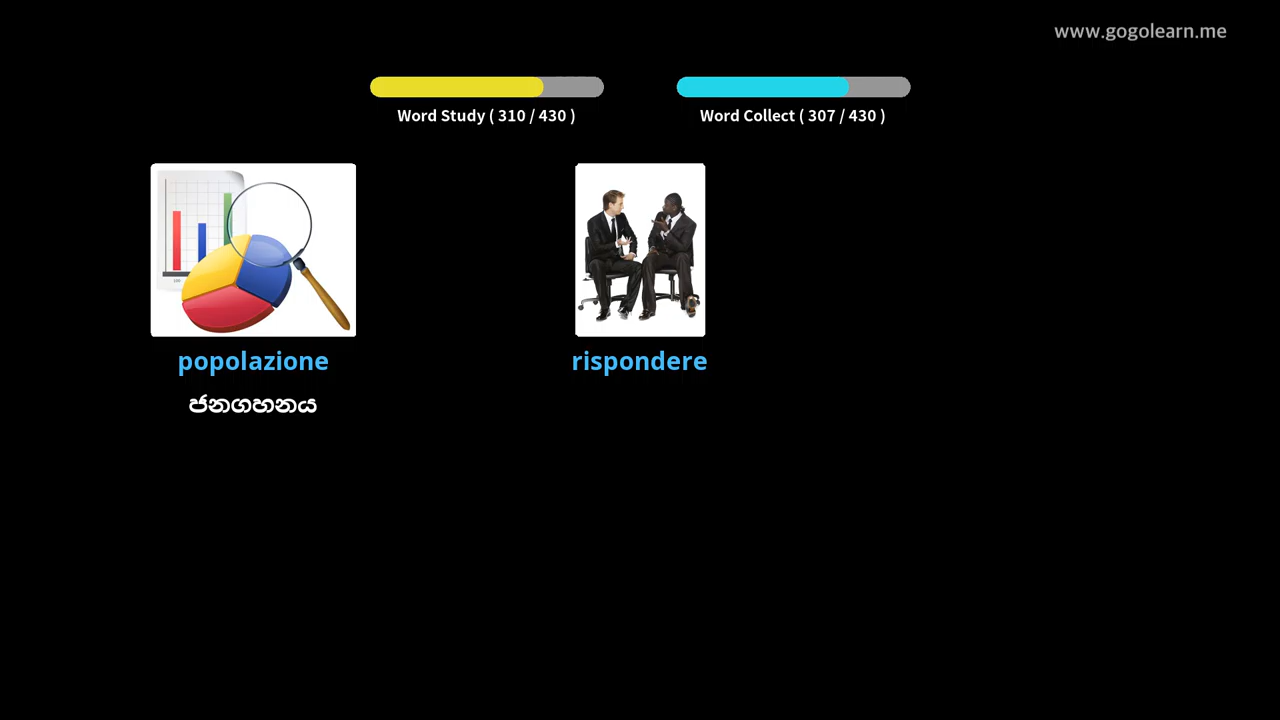 www.gogolearn.me
Word Study ( 310 / 430 )
Word Collect ( 307 / 430 )
popolazione
rispondere
ජනගහනය